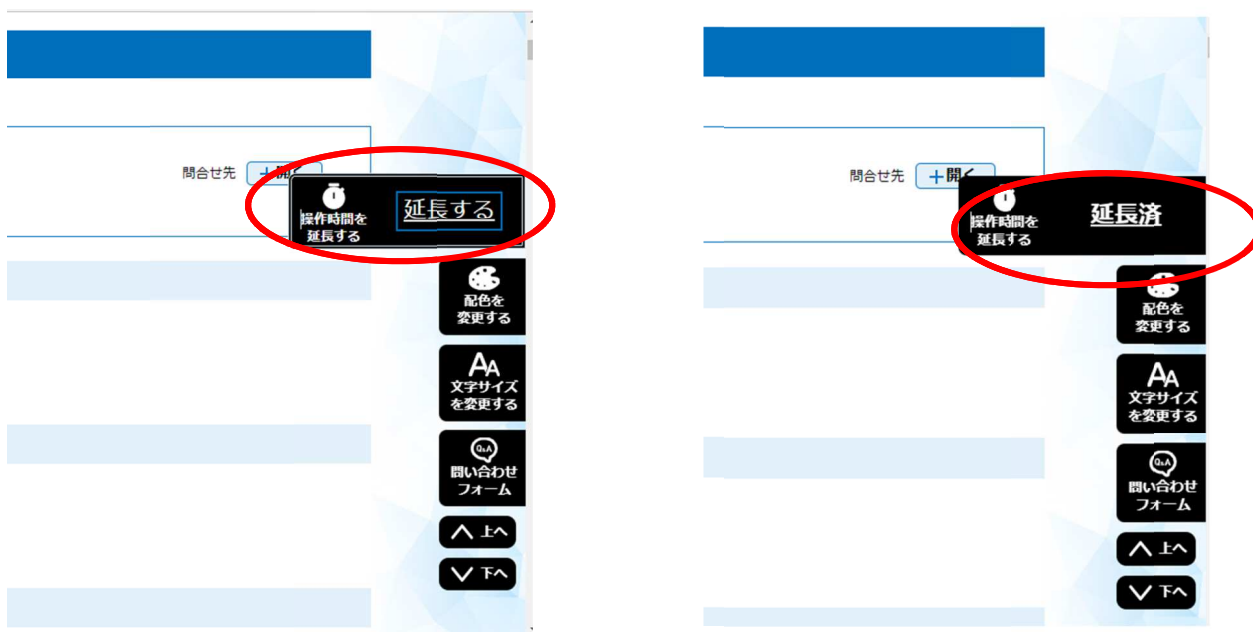 問合せ先 ＋開く
操作時間を
延長する
延長する
配色を
変更する
AA
文字サイズ
を変更する
Q&A
問い合わせ
フォーム
上へ
下へ
問合せ先 ＋開く
操作時間を
延長する
延長済
配色を
変更する
AA
文字サイズ
を変更する
Q&A
問い合わせ
フォーム
上へ
下へ